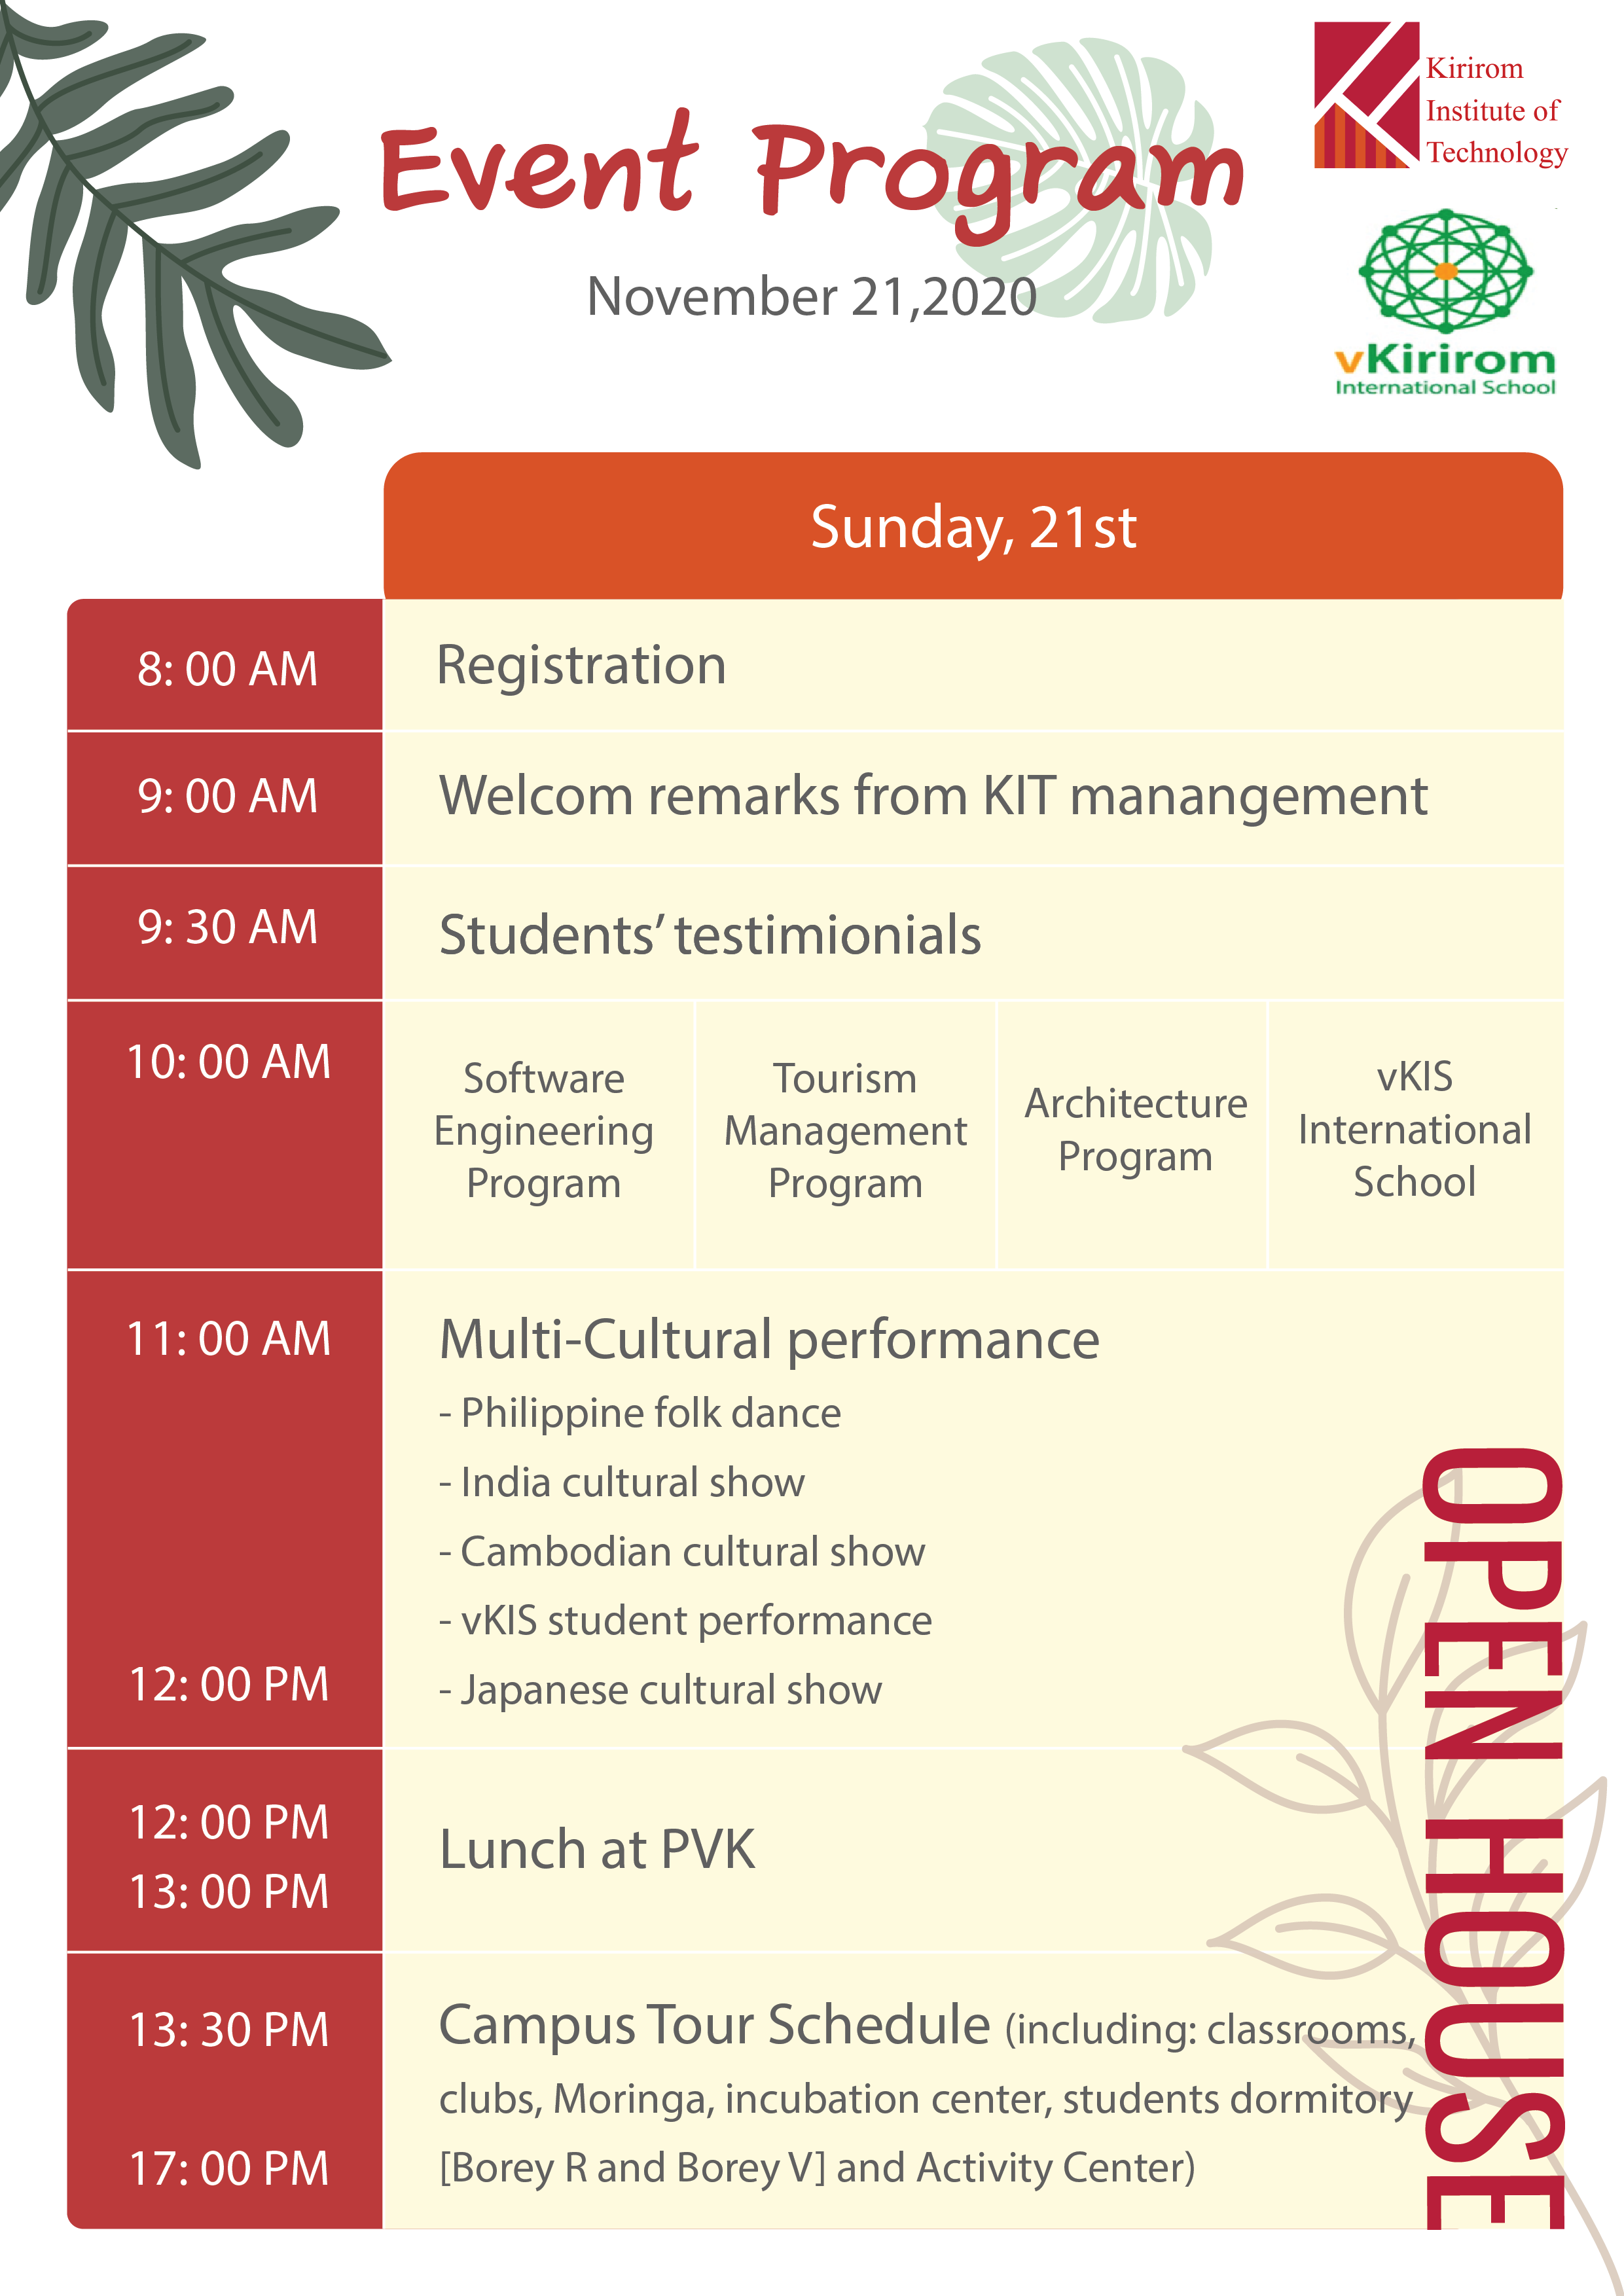 Event Program
November 21,2020
Kirirom
Institute of
Technology
vKirirom
International School
Sunday, 21st
8: 00 AM
Registration
9: 00 AM
Welcom remarks from KIT manangement
9: 30 AM
Students’ testimionials
10: 00 AM
Software
Engineering
Program
Tourism
Management
Program
Architecture
Program
vKIS
International
School
11: 00 AM
Multi-Cultural performance
- Philippine folk dance
- India cultural show
- Cambodian cultural show
- vKIS student performance
12: 00 PM
- Japanese cultural show
12: 00 PM
13: 00 PM
Lunch at PVK
13: 30 PM
Campus Tour Schedule (including: classrooms,
clubs, Moringa, incubation center, students dormitory
17: 00 PM
[Borey R and Borey V] and Activity Center)
OPEN HOUSE